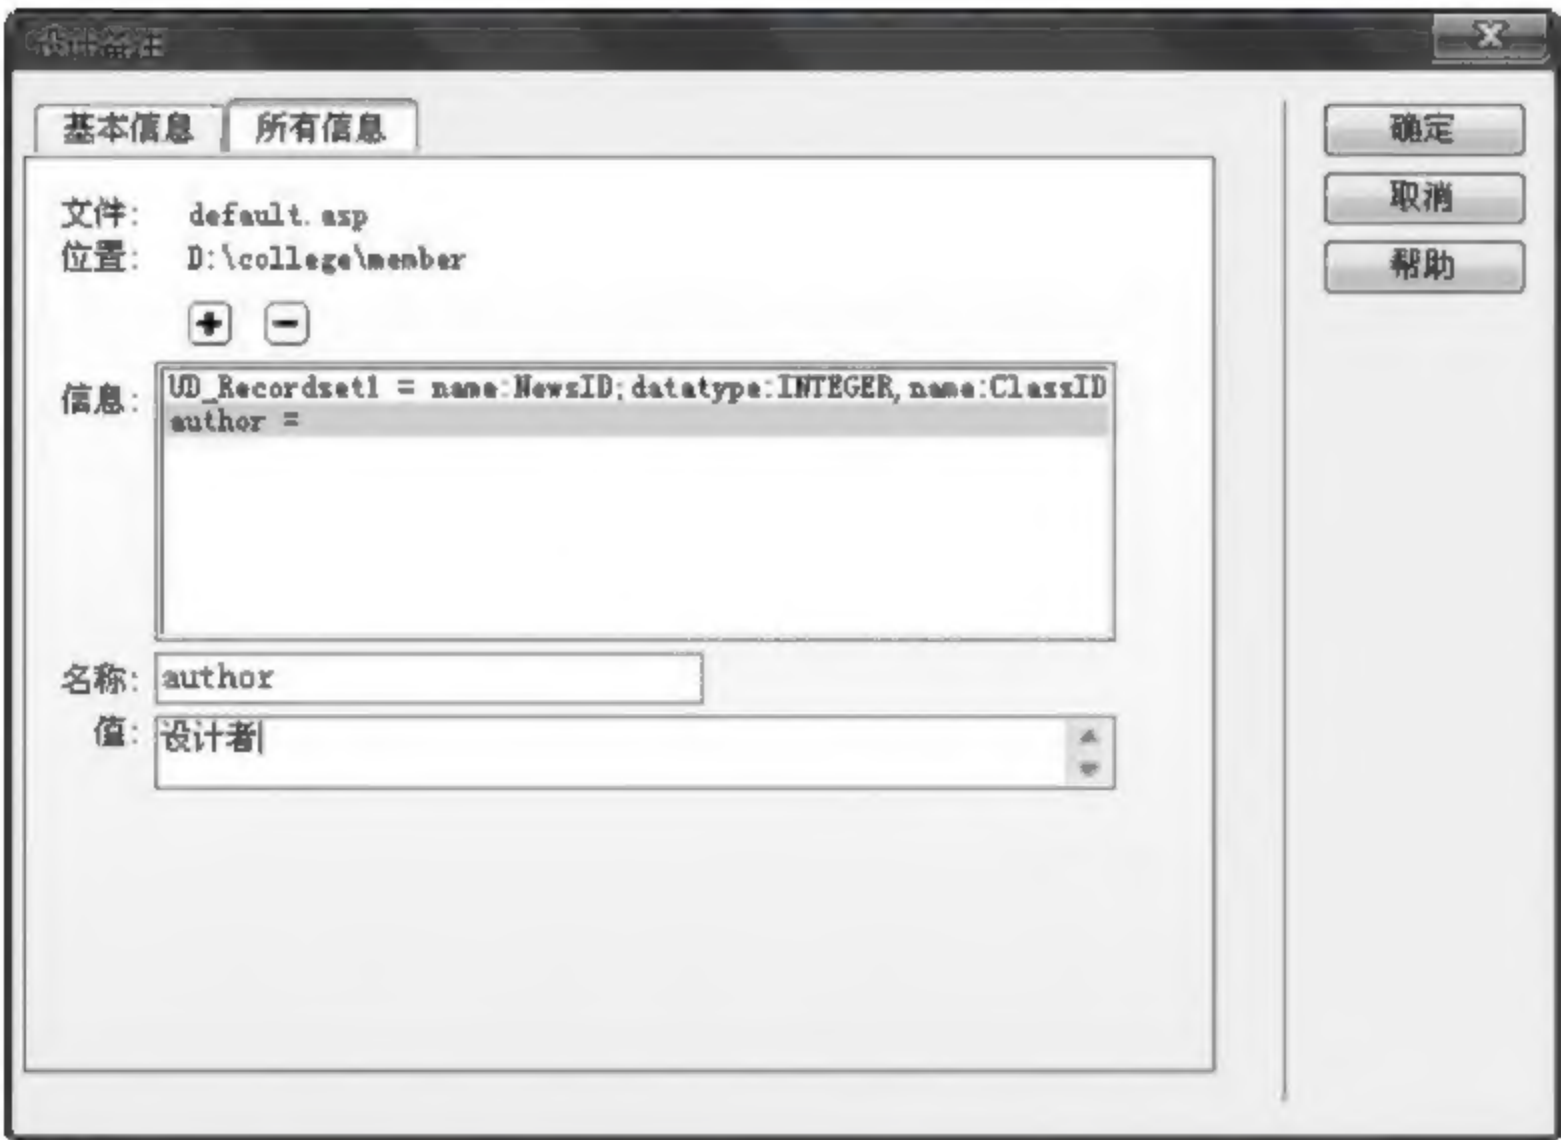 设计备注
基本信息 所有信息
确定
取消
帮助
文件: default.asp
位置: D:\college\member
信息: UD_Recordset1 = name:NewsID;datatype:INTEGER,name:ClassID
author =
名称: author
值: 设计者